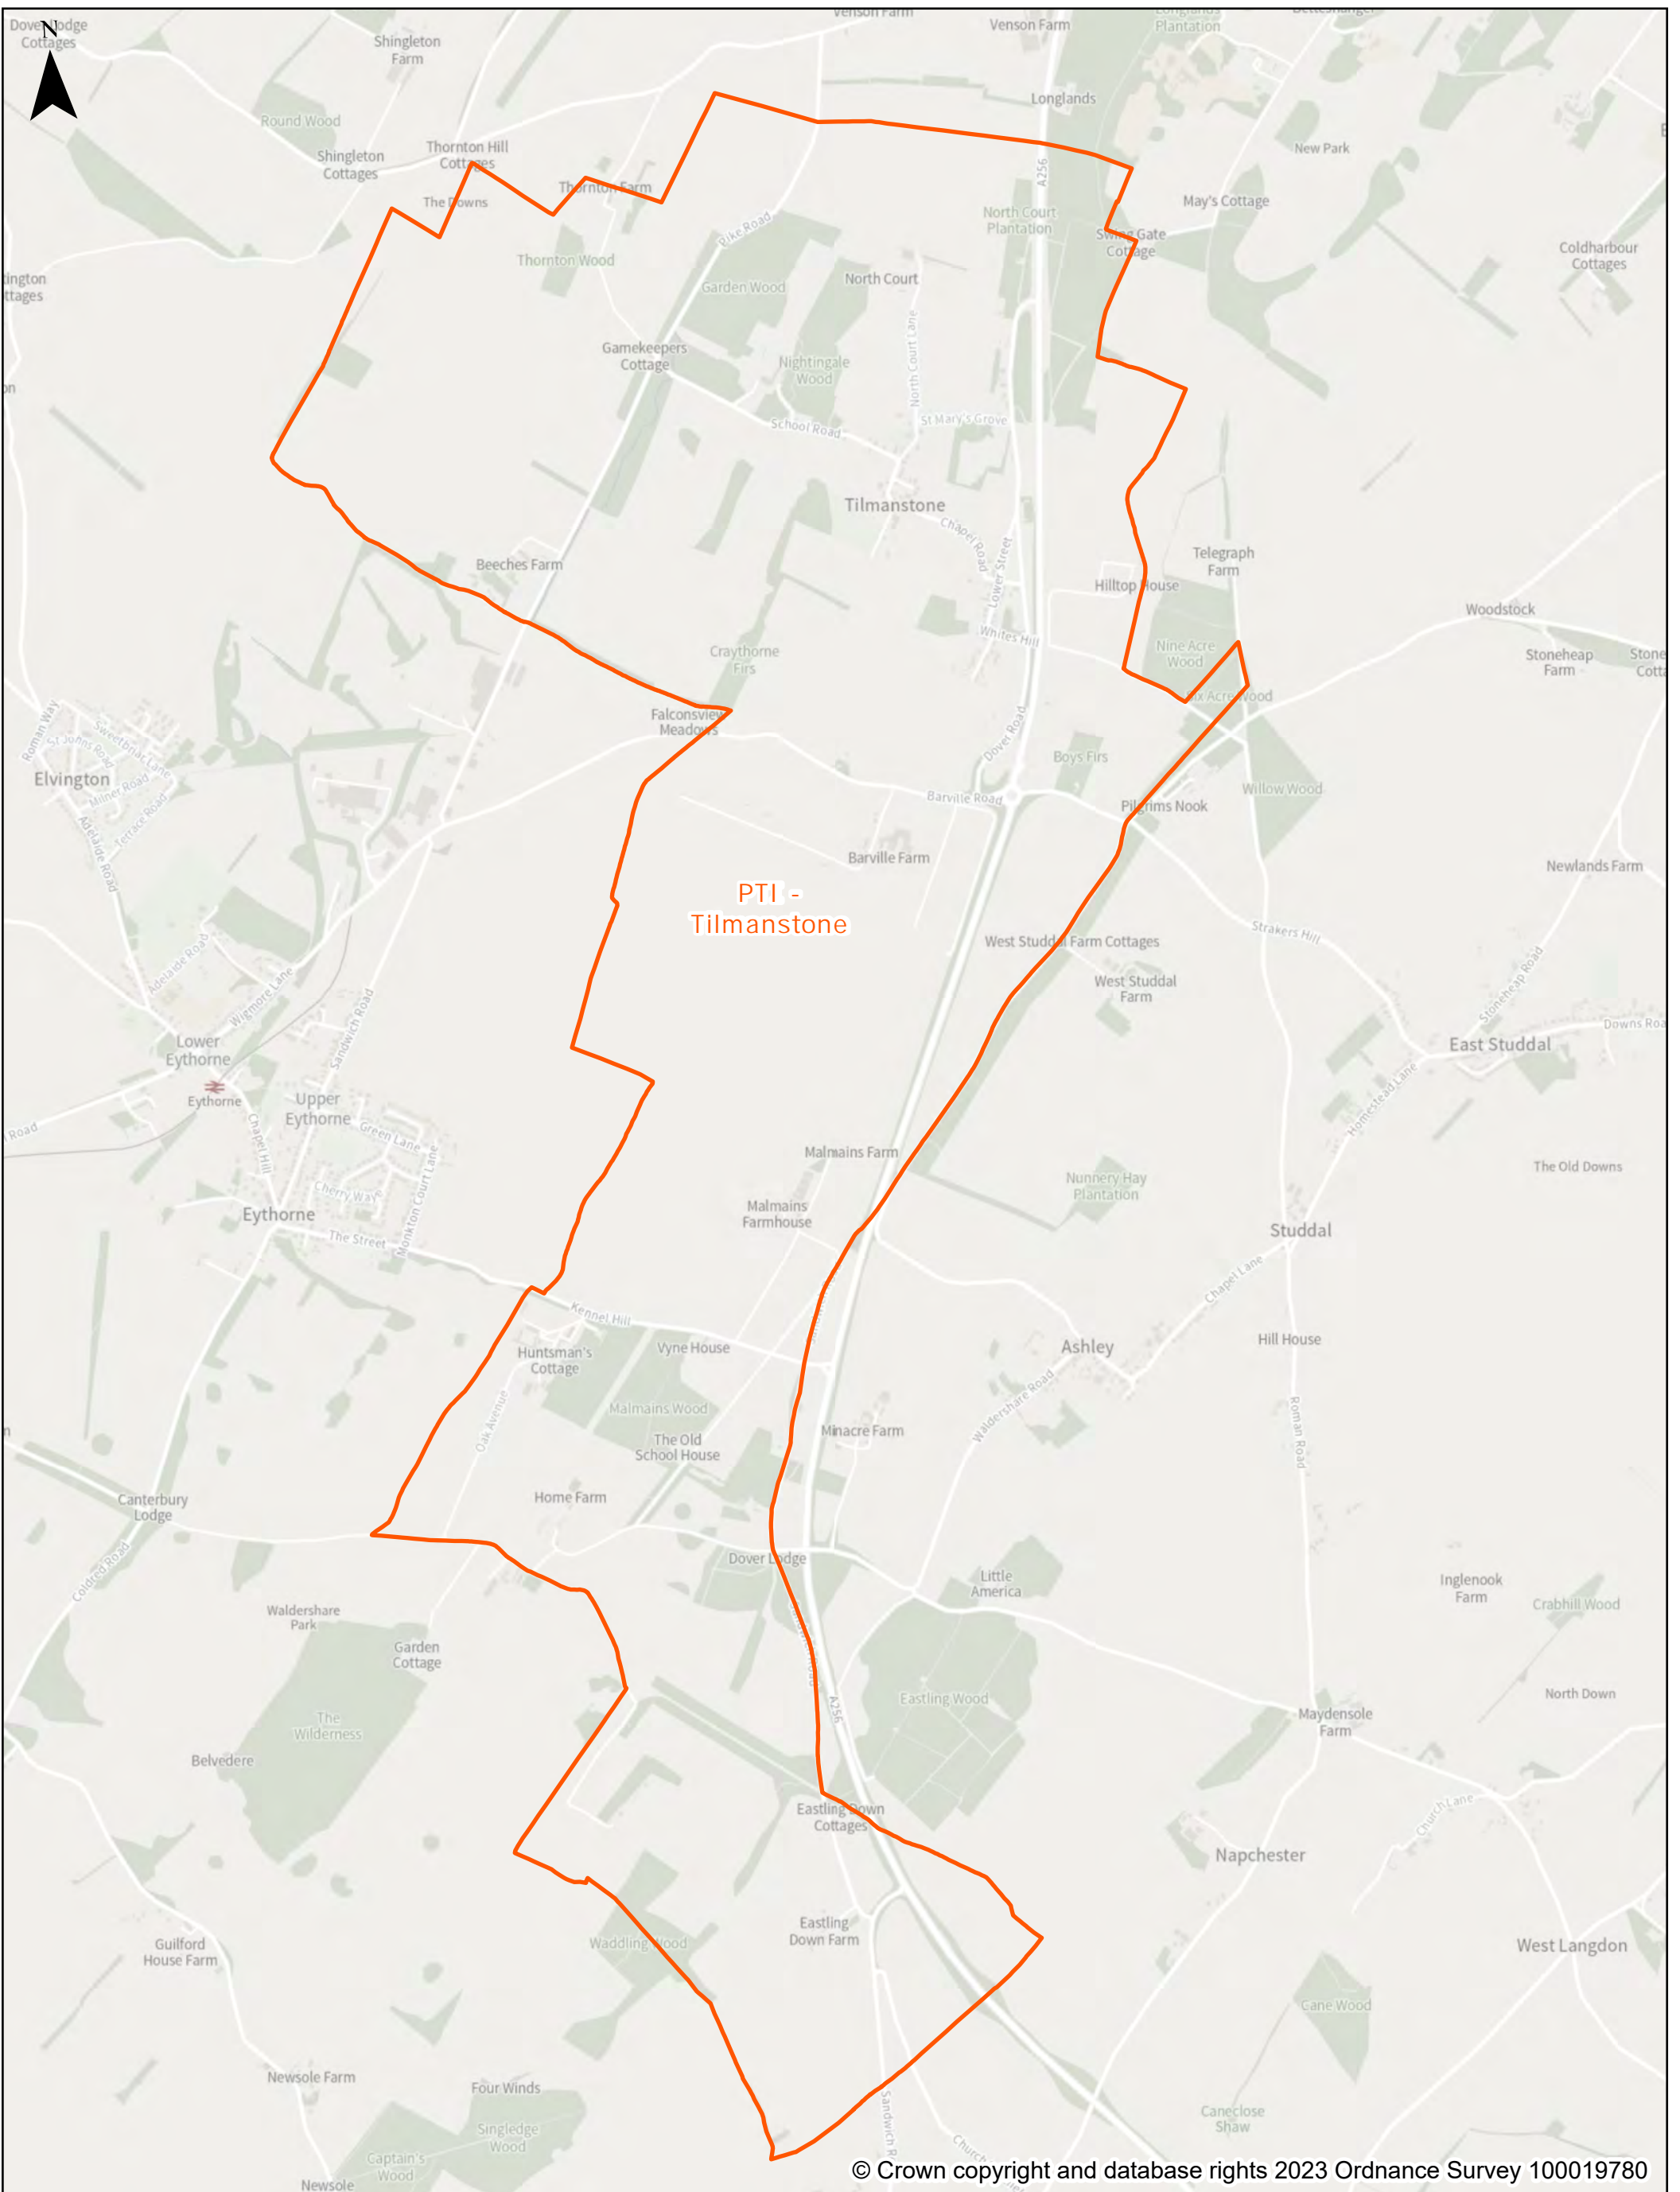 Venson Farm
Venson Farm
Longlands
Plantation
Betteshanger
N
Dover Lodge
Cottages
Shingleton
Farm
Longlands
Round Wood
Thornton Hill
Cottages
Shingleton
Cottages
New Park
A256
Thornton Farm
The Downs
May's Cottage
North Court
Plantation
Pike Road
Swing Gate
Cottage
Coldharbour
Cottages
Thornton Wood
ington
ttages
North Court
Garden Wood
Gamekeepers
Cottage
Nightingale
Wood
North Court Lane
on
School Road
St Mary's Grove
Tilmanstone
Chapel Road
Lower Street
Telegraph
Farm
Beeches Farm
Hilltop House
Woodstock
Whites Hill
Craythorne
Firs
Nine Acre
Wood
Stoneheap
Farm
Stone
Cotta
Six Acre Wood
Falconsview
Meadows
Roman Way
Sweetbriar Lane
St Johns Road
Dover Road
Boys Firs
Elvington
Milner Road
Terrace Road
Adelaide Road
Barville Road
Willow Wood
Pilgrims Nook
Barville Farm
Newlands Farm
PTI -
Tilmanstone
Strakers Hill
West Studdal Farm Cottages
Adelaide Road
Wigmore Lane
West Studdal
Farm
Stoneheap Road
Sandwich Road
Lower
Eythorne
East Studdal
Downs Roa
Eythorne
Upper
Eythorne
Homestead Lane
Road
Chapel Hill
Green Lane
Malmains Farm
The Old Downs
Cherry Waye
Monkton Court Lane
Nunnery Hay
Plantation
Malmains
Farmhouse
Eythorne
Studdal
The Street
Chapel Lane
Kennel Hill
Hill House
Vyne House
Ashley
Huntsman's
Cottage
Waldershare Road
Malmains Wood
Oak Avenue
Roman Road
Minacre Farm
The Old
School House
Canterbury
Lodge
Home Farm
Dover Lodge
Coldred Road
Little
America
Inglenook
Farm
Crabhill Wood
Waldershare
Park
Garden
Cottage
Sandwich Road
Eastling Wood
A256
North Down
The
Wilderness
Maydensole
Farm
Belvedere
Eastling Down
Cottages
Church Lane
Napchester
Eastling
Down Farm
Waddling Wood
Guilford
House Farm
West Langdon
Cane Wood
Newsole Farm
Four Winds
Caneclose
Shaw
Singledge
Wood
Captain's
Wood
Newsole
© Crown copyright and database rights 2023 Ordnance Survey 100019780